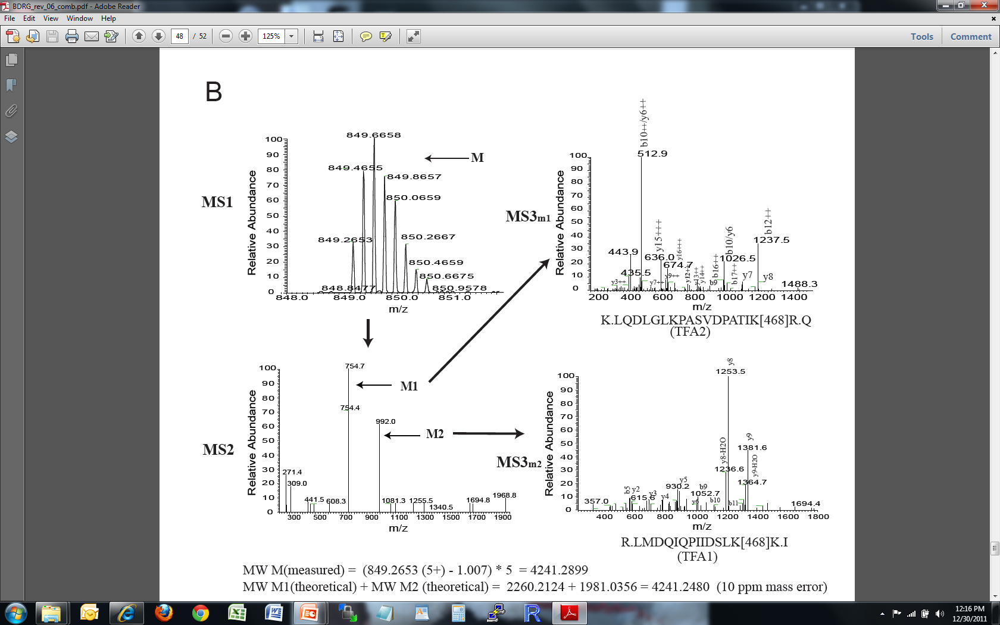 BDRG_rev_06_comb.pdf - Adobe Reader
File Edit View Window Help
48 / 52 125% Tools Comment
B
MS1
Relative Abundance
100
90
80
70
60
50
40
30
20
10
0
849.6658
849.4655
849.8657
850.0659
849.2653
850.2667
850.4659
850.6675
848.8477
850.9578
848.0 849.0 850.0 851.0
m/z
M
MS3m1
Relative Abundance
100
90
80
70
60
50
40
30
20
10
0
b10++/y6++
512.9
443.9
435.5
y3++
y15+++
636.0
674.7
y16+++
y7++
y9++
y12++
y13++
y14++
b9
b16++
b10/y6
1026.5
b17++
y7
b12++
1237.5
y8
1488.3
200 400 600 800 1000 1200 1400
m/z
K.LQDLGLKPASVDPATIK[468]R.Q
(TFA2)
MS2
Relative Abundance
100
90
80
70
60
50
40
30
20
10
0
754.7
M1
754.4
992.0
M2
271.4
309.0
441.5
608.3
1081.3
1255.5
1340.5
1694.8
1968.8
300 500 700 900 1100 1300 1500 1700 1900
m/z
MS3m2
Relative Abundance
100
90
80
70
60
50
40
30
20
10
0
y8
1253.5
y8-H2O
1236.6
y9
1381.6
y9-H2O
1364.7
357.0
b5
y2
615.6
y3
y4
930.2
y5
y6
b9
1052.7
b10
b11
1694.4
400 600 800 1000 1200 1400 1600 1800
m/z
R.LMDQIQPIIDSLK[468]K.I
(TFA1)
MW M(measured) = (849.2653 (5+) - 1.007) * 5 = 4241.2899
MW M1(theoretical) + MW M2 (theoretical) = 2260.2124 + 1981.0356 = 4241.2480 (10 ppm mass error)
12:16 PM
12/30/2011